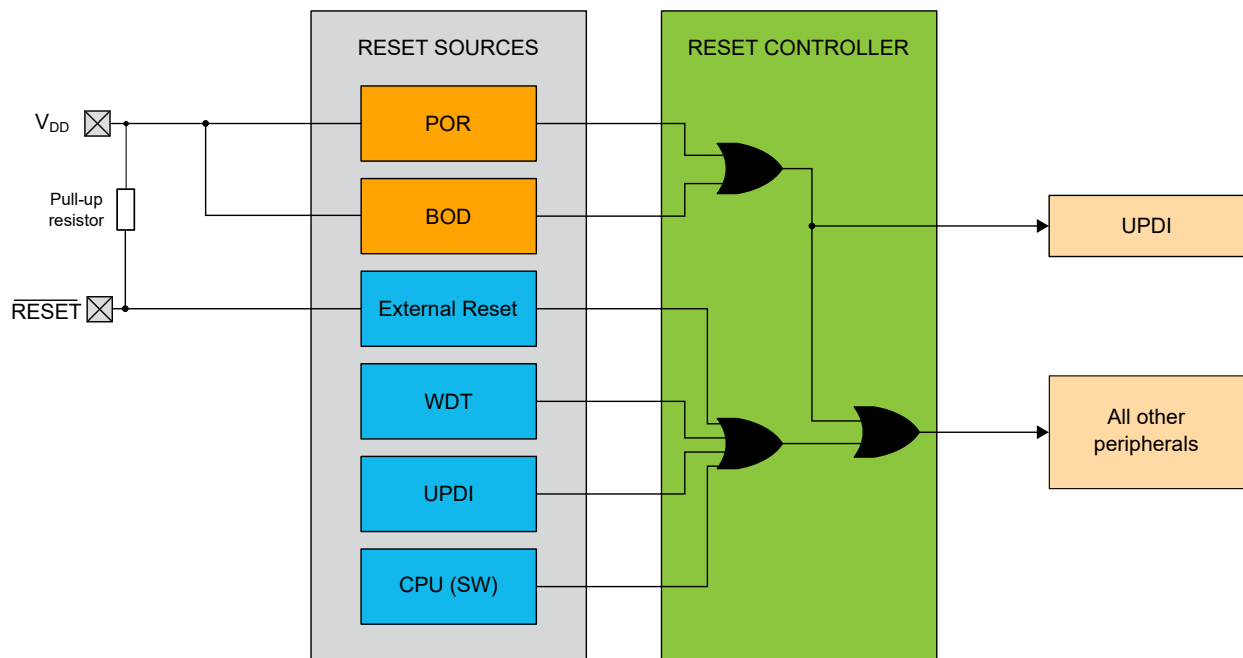 RESET SOURCES
RESET CONTROLLER
VDD
POR
Pull-up
resistor
BOD
UPDI
RESET
External Reset
WDT
All other
peripherals
UPDI
CPU (SW)